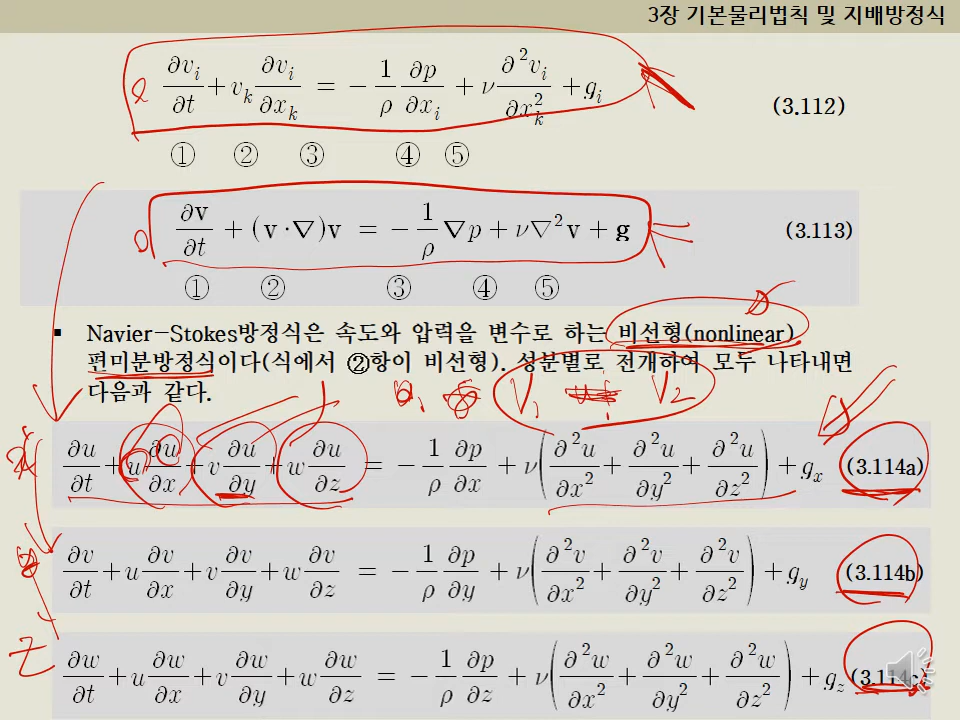 3장 기본물리법칙 및 지배방정식
∂v_i/∂t + v_k ∂v_i/∂x_k = − 1/ρ ∂p/∂x_i + ν ∂²v_i/∂x_k² + g_i (3.112)
① ② ③ ④ ⑤
∂v/∂t + (v·∇)v = − 1/ρ ∇p + ν∇²v + g (3.113)
① ② ③ ④ ⑤
▪ Navier-Stokes방정식은 속도와 압력을 변수로 하는 비선형(nonlinear)
편미분방정식이다(식에서 ②항이 비선형). 성분별로 전개하여 모두 나타내면
다음과 같다.
V₁ V₂
x ∂u/∂t + u ∂u/∂x + v ∂u/∂y + w ∂u/∂z = − 1/ρ ∂p/∂x + ν(∂²u/∂x² + ∂²u/∂y² + ∂²u/∂z²) + g_x (3.114a)
∂v/∂t + u ∂v/∂x + v ∂v/∂y + w ∂v/∂z = − 1/ρ ∂p/∂y + ν(∂²v/∂x² + ∂²v/∂y² + ∂²v/∂z²) + g_y (3.114b)
Z ∂w/∂t + u ∂w/∂x + v ∂w/∂y + w ∂w/∂z = − 1/ρ ∂p/∂z + ν(∂²w/∂x² + ∂²w/∂y² + ∂²w/∂z²) + g_z (3.114c)